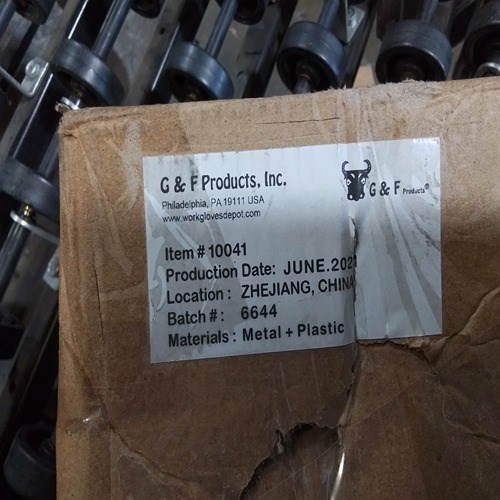 G & F Products, Inc.
Philadelphia, PA 19111 USA
www.workglovesdepot.com
G & F Products®
Item # 10041
Production Date: JUNE.2021
Location : ZHEJIANG, CHINA
Batch # : 6644
Materials : Metal + Plastic